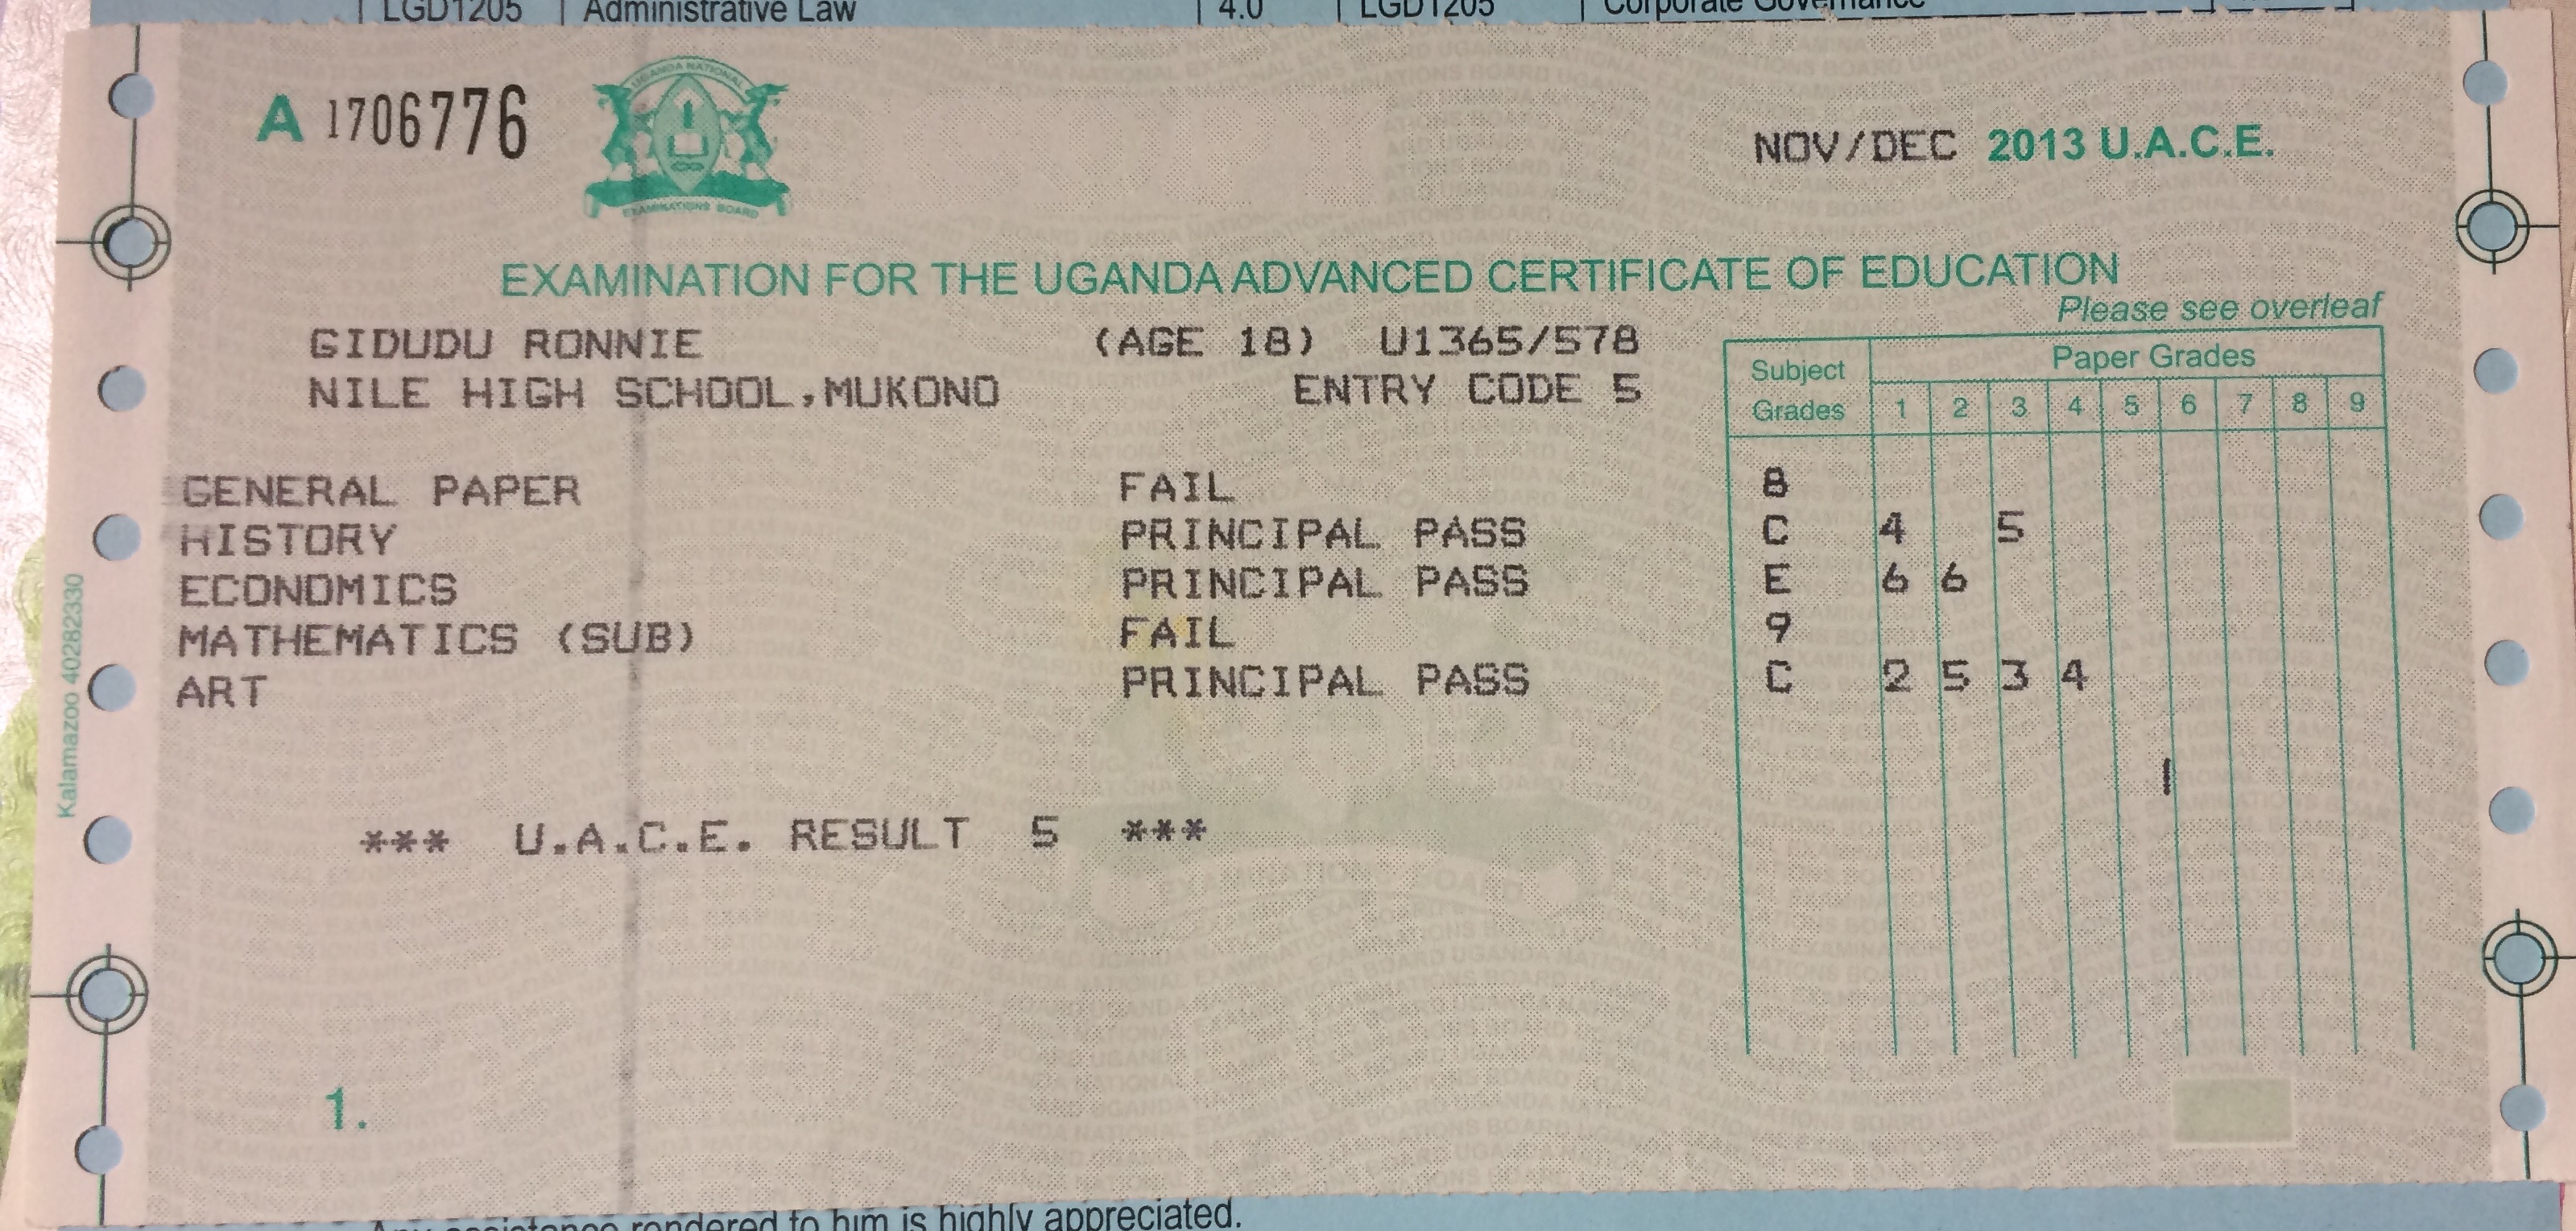 LGD1205 Administrative Law 4.0 LGD1205 Corporate Governance
A 1706776
UGANDA NATIONAL
EXAMINATIONS BOARD
NOV/DEC 2013 U.A.C.E.
EXAMINATION FOR THE UGANDA ADVANCED CERTIFICATE OF EDUCATION
Please see overleaf
GIDUDU RONNIE (AGE 18) U1365/578
NILE HIGH SCHOOL,MUKONO ENTRY CODE 5
Subject Grades Paper Grades
1 2 3 4 5 6 7 8 9
GENERAL PAPER FAIL 8
HISTORY PRINCIPAL PASS C 4 5
ECONOMICS PRINCIPAL PASS E 6 6
MATHEMATICS (SUB) FAIL 9
ART PRINCIPAL PASS C 2 5 3 4
*** U.A.C.E. RESULT 5 ***
1.
Kalamazoo 40282330
assistance rendered to him is highly appreciated.